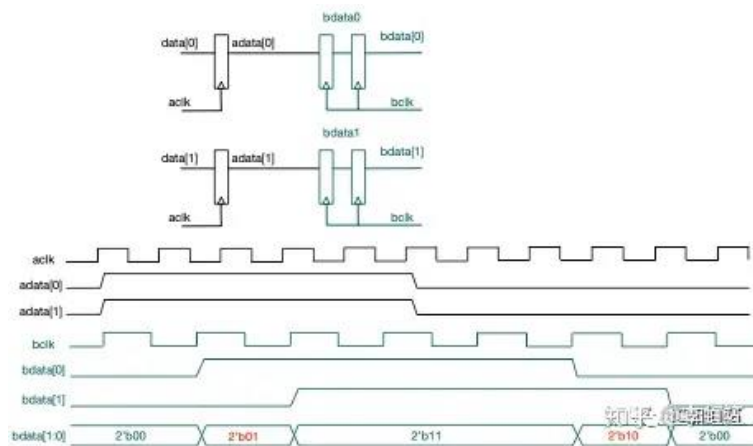 bdata0
data[0] adata[0] bdata[0]
aclk bclk
bdata1
data[1] adata[1] bdata[1]
aclk bclk
aclk
adata[0]
adata[1]
bclk
bdata[0]
bdata[1]
知乎
bdata[1:0] 2'b00 2'b01 2'b11 2'b10 2'b00